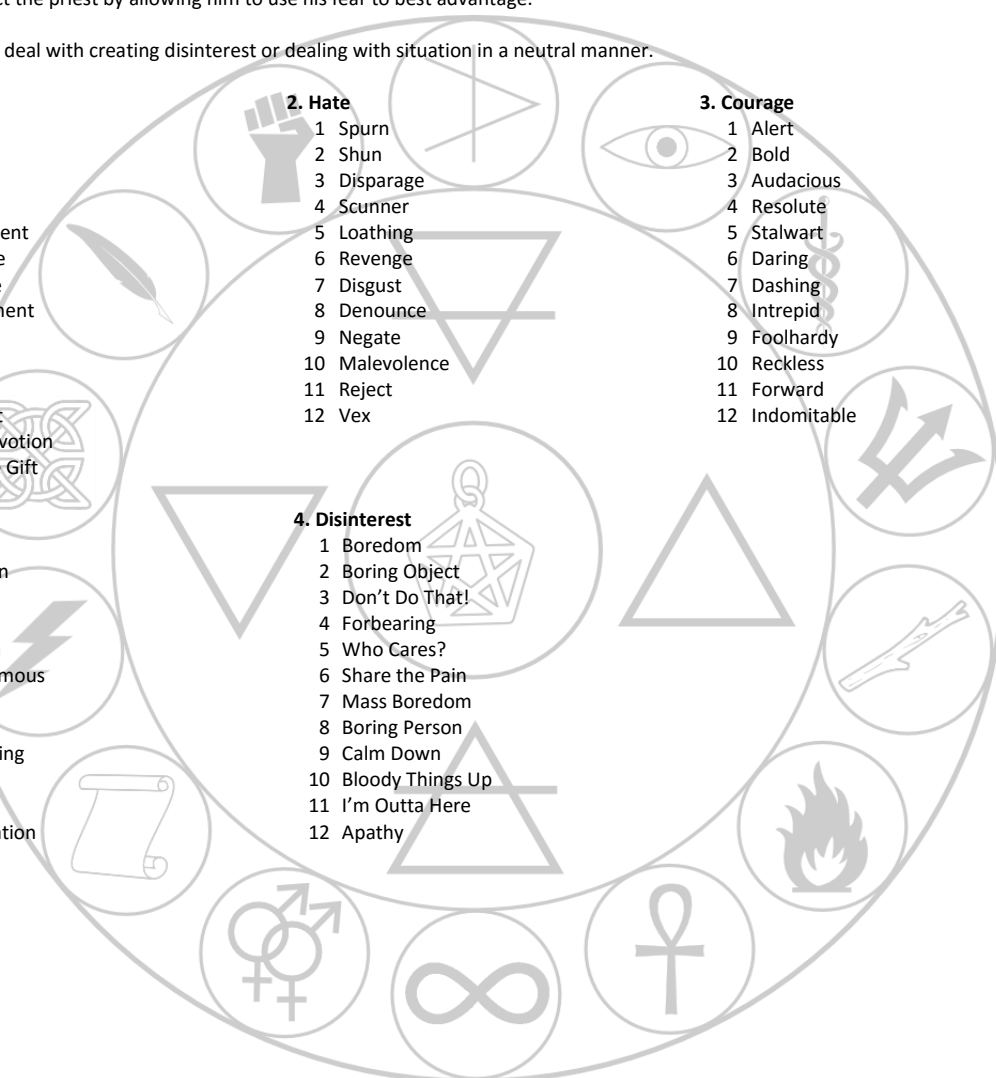 ct the priest by allowing him to use his fear to best advantage.
deal with creating disinterest or dealing with situation in a neutral manner.
ent
e
e
nent
t
votion
Gift
n
mous
ing
ation
2. Hate
1 Spurn
2 Shun
3 Disparage
4 Scunner
5 Loathing
6 Revenge
7 Disgust
8 Denounce
9 Negate
10 Malevolence
11 Reject
12 Vex
3. Courage
1 Alert
2 Bold
3 Audacious
4 Resolute
5 Stalwart
6 Daring
7 Dashing
8 Intrepid
9 Foolhardy
10 Reckless
11 Forward
12 Indomitable
4. Disinterest
1 Boredom
2 Boring Object
3 Don’t Do That!
4 Forbearing
5 Who Cares?
6 Share the Pain
7 Mass Boredom
8 Boring Person
9 Calm Down
10 Bloody Things Up
11 I’m Outta Here
12 Apathy